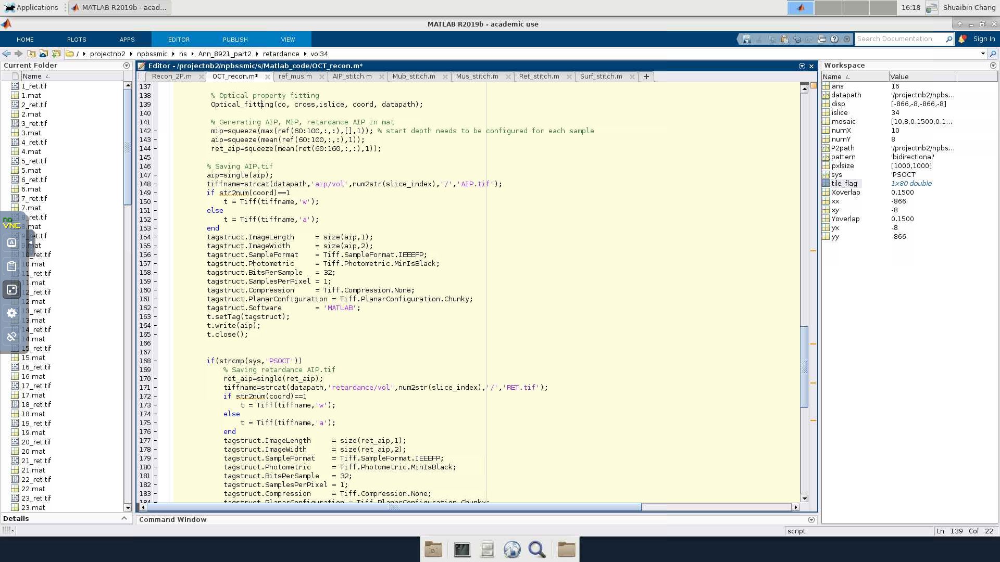 Applications
MATLAB R2019b - acad...
16:18
Shuaibin Chang
MATLAB R2019b - academic use
HOME
PLOTS
APPS
EDITOR
PUBLISH
VIEW
Search Documentation
Sign In
/ projectnb2 npbssmic ns Ann_8921_part2 retardance vol34
Current Folder
Name
1_ret.tif
1.mat
2_ret.tif
2.mat
3_ret.tif
3.mat
4_ret.tif
4.mat
5_ret.tif
5.mat
6_ret.tif
6.mat
7_ret.tif
7.mat
8_ret.tif
8.mat
9_ret.tif
9.mat
10_ret.tif
10.mat
11_ret.tif
11.mat
12_ret.tif
12.mat
13_ret.tif
13.mat
14_ret.tif
14.mat
15_ret.tif
15.mat
16_ret.tif
16.mat
17_ret.tif
17.mat
18_ret.tif
18.mat
19_ret.tif
19.mat
20_ret.tif
20.mat
21_ret.tif
21.mat
22_ret.tif
22.mat
23_ret.tif
23.mat
Details
no
VNC
A
Editor - /projectnb2/npbssmic/s/Matlab_code/OCT_recon.m*
Recon_2P.m
OCT_recon.m*
ref_mus.m
AIP_stitch.m
Mub_stitch.m
Mus_stitch.m
Ret_stitch.m
Surf_stitch.m
137
138 % Optical property fitting
139 - Optical_fitting(co, cross,islice, coord, datapath);
140
141 % Generating AIP, MIP, retardance AIP in mat
142 - mip=squeeze(max(ref(60:100,:,:),[],1)); % start depth needs to be configured for each sample
143 - aip=squeeze(mean(ref(60:100,:,:),1));
144 - ret_aip=squeeze(mean(ret(60:160,:,:),1));
145
146 % Saving AIP.tif
147 - aip=single(aip);
148 - tiffname=strcat(datapath,'aip/vol',num2str(slice_index),'/','AIP.tif');
149 - if str2num(coord)==1
150 - t = Tiff(tiffname,'w');
151 - else
152 - t = Tiff(tiffname,'a');
153 - end
154 - tagstruct.ImageLength = size(aip,1);
155 - tagstruct.ImageWidth = size(aip,2);
156 - tagstruct.SampleFormat = Tiff.SampleFormat.IEEEFP;
157 - tagstruct.Photometric = Tiff.Photometric.MinIsBlack;
158 - tagstruct.BitsPerSample = 32;
159 - tagstruct.SamplesPerPixel = 1;
160 - tagstruct.Compression = Tiff.Compression.None;
161 - tagstruct.PlanarConfiguration = Tiff.PlanarConfiguration.Chunky;
162 - tagstruct.Software = 'MATLAB';
163 - t.setTag(tagstruct);
164 - t.write(aip);
165 - t.close();
166
167
168 - if(strcmp(sys,'PSOCT'))
169 % Saving retardance AIP.tif
170 - ret_aip=single(ret_aip);
171 - tiffname=strcat(datapath,'retardance/vol',num2str(slice_index),'/','RET.tif');
172 - if str2num(coord)==1
173 - t = Tiff(tiffname,'w');
174 - else
175 - t = Tiff(tiffname,'a');
176 - end
177 - tagstruct.ImageLength = size(ret_aip,1);
178 - tagstruct.ImageWidth = size(ret_aip,2);
179 - tagstruct.SampleFormat = Tiff.SampleFormat.IEEEFP;
180 - tagstruct.Photometric = Tiff.Photometric.MinIsBlack;
181 - tagstruct.BitsPerSample = 32;
182 - tagstruct.SamplesPerPixel = 1;
183 - tagstruct.Compression = Tiff.Compression.None;
184 - tagstruct.PlanarConfiguration = Tiff.PlanarConfiguration.Chunky;
Command Window
Workspace
Name Value
ans 16
datapath '/projectnb2/npbs...
disp [-866,-8,-866,-8]
islice 34
mosaic [10,8,0.1500,0.1...
numX 10
numY 8
P2path '/projectnb2/npbs...
pattern 'bidirectional'
pxlsize [1000,1000]
sys 'PSOCT'
tile_flag 1x80 double
Xoverlap 0.1500
xx -866
xy -8
Yoverlap 0.1500
yx -8
yy -866
script
Ln 139 Col 22